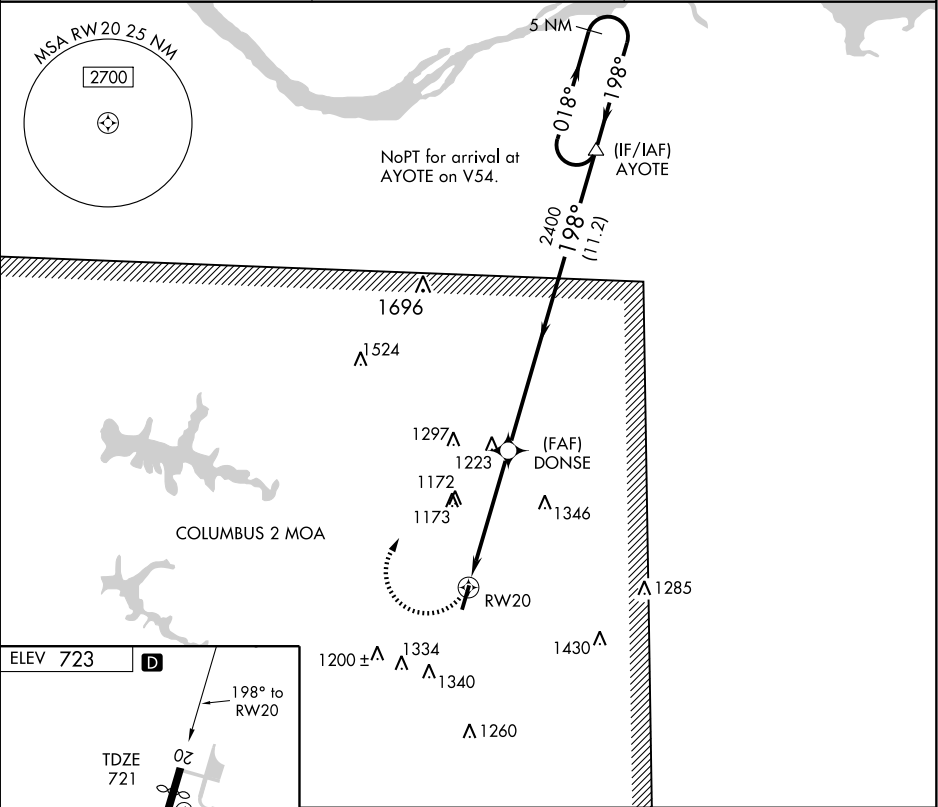 MSA RW20 25 NM
2700
5 NM
018°
198°
(IF/IAF)
AYOTE
NoPT for arrival at
AYOTE on V54.
2400
198°
(11.2)
1696
1524
1297
1223
(FAF)
DONSE
1172
1173
1346
COLUMBUS 2 MOA
RW20
1285
1430
1200 ±
1334
1340
1260
ELEV 723
D
198° to
RW20
TDZE
721
20